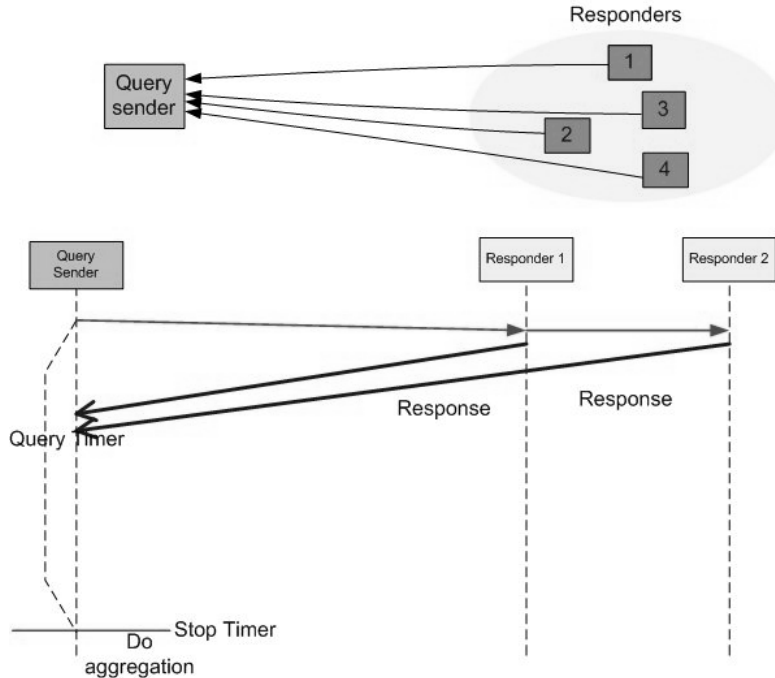 Responders
1
Query
sender
3
2
4
Query
Sender
Responder 1
Responder 2
Response
Response
Query Timer
Stop Timer
Do
aggregation